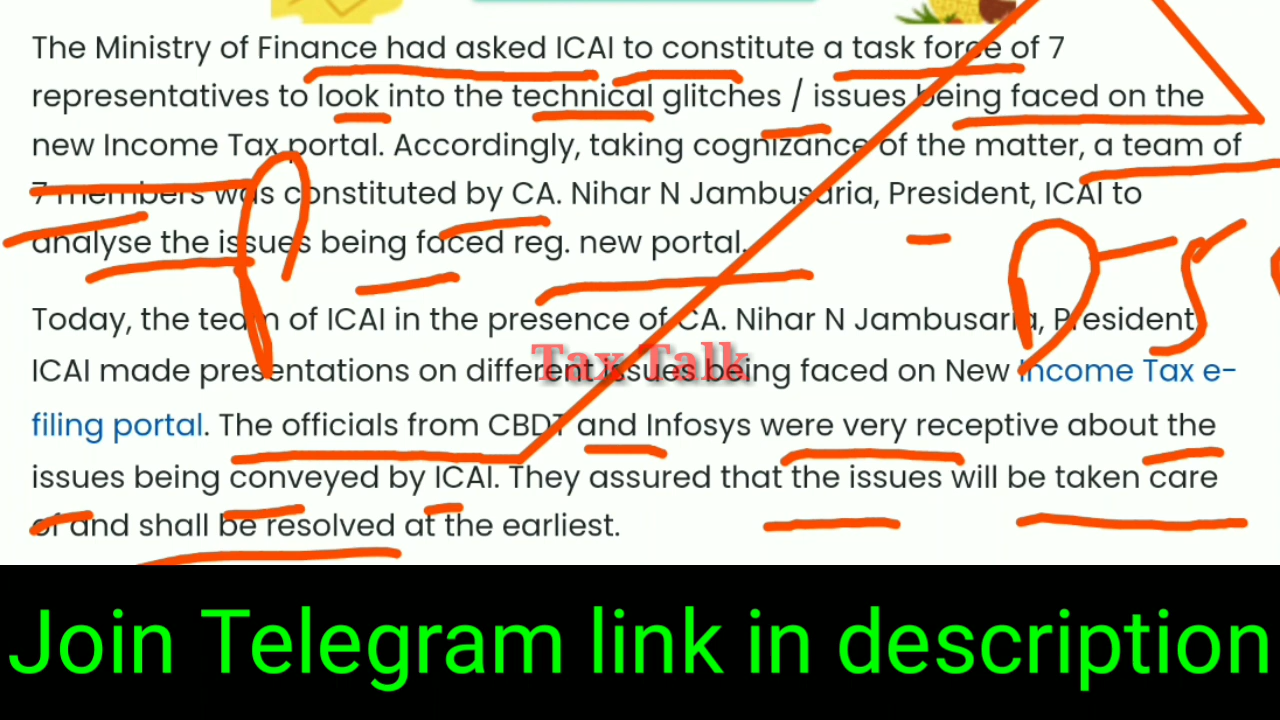 The Ministry of Finance had asked ICAI to constitute a task force of 7
representatives to look into the technical glitches / issues being faced on the
new Income Tax portal. Accordingly, taking cognizance of the matter, a team of
7 members was constituted by CA. Nihar N Jambusaria, President, ICAI to
analyse the issues being faced reg. new portal.
Today, the team of ICAI in the presence of CA. Nihar N Jambusaria, President
ICAI made presentations on different issues being faced on New Income Tax e-
Tax Talk
filing portal. The officials from CBDT and Infosys were very receptive about the
issues being conveyed by ICAI. They assured that the issues will be taken care
of and shall be resolved at the earliest.
Join Telegram link in description